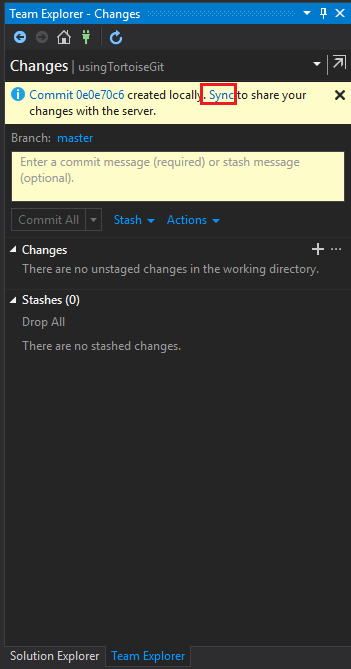 Team Explorer - Changes
Changes | usingTortoiseGit
Commit 0e0e70c6 created locally. Sync to share your
changes with the server.
Branch: master
Enter a commit message (required) or stash message
(optional).
Commit All Stash Actions
Changes
There are no unstaged changes in the working directory.
Stashes (0)
Drop All
There are no stashed changes.
Solution Explorer Team Explorer